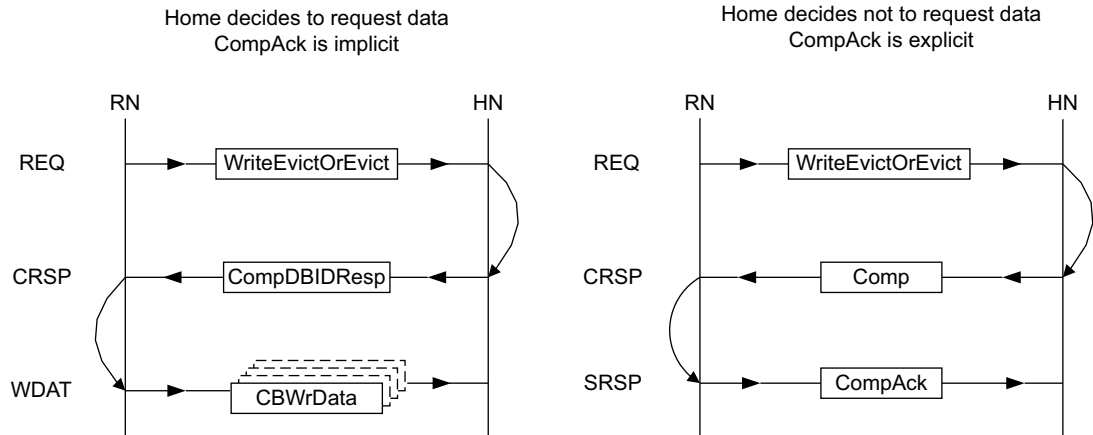 Home decides to request data
CompAck is implicit
RN
HN
REQ
WriteEvictOrEvict
CRSP
CompDBIDResp
WDAT
CBWrData
Home decides not to request data
CompAck is explicit
RN
HN
REQ
WriteEvictOrEvict
CRSP
Comp
SRSP
CompAck